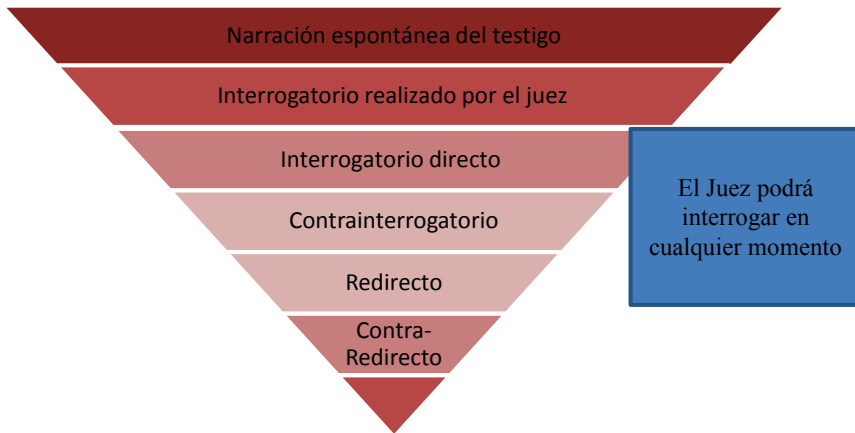 Narración espontánea del testigo
Interrogatorio realizado por el juez
Interrogatorio directo
Contrainterrogatorio
Redirecto
Contra-
Redirecto
El Juez podrá
interrogar en
cualquier momento